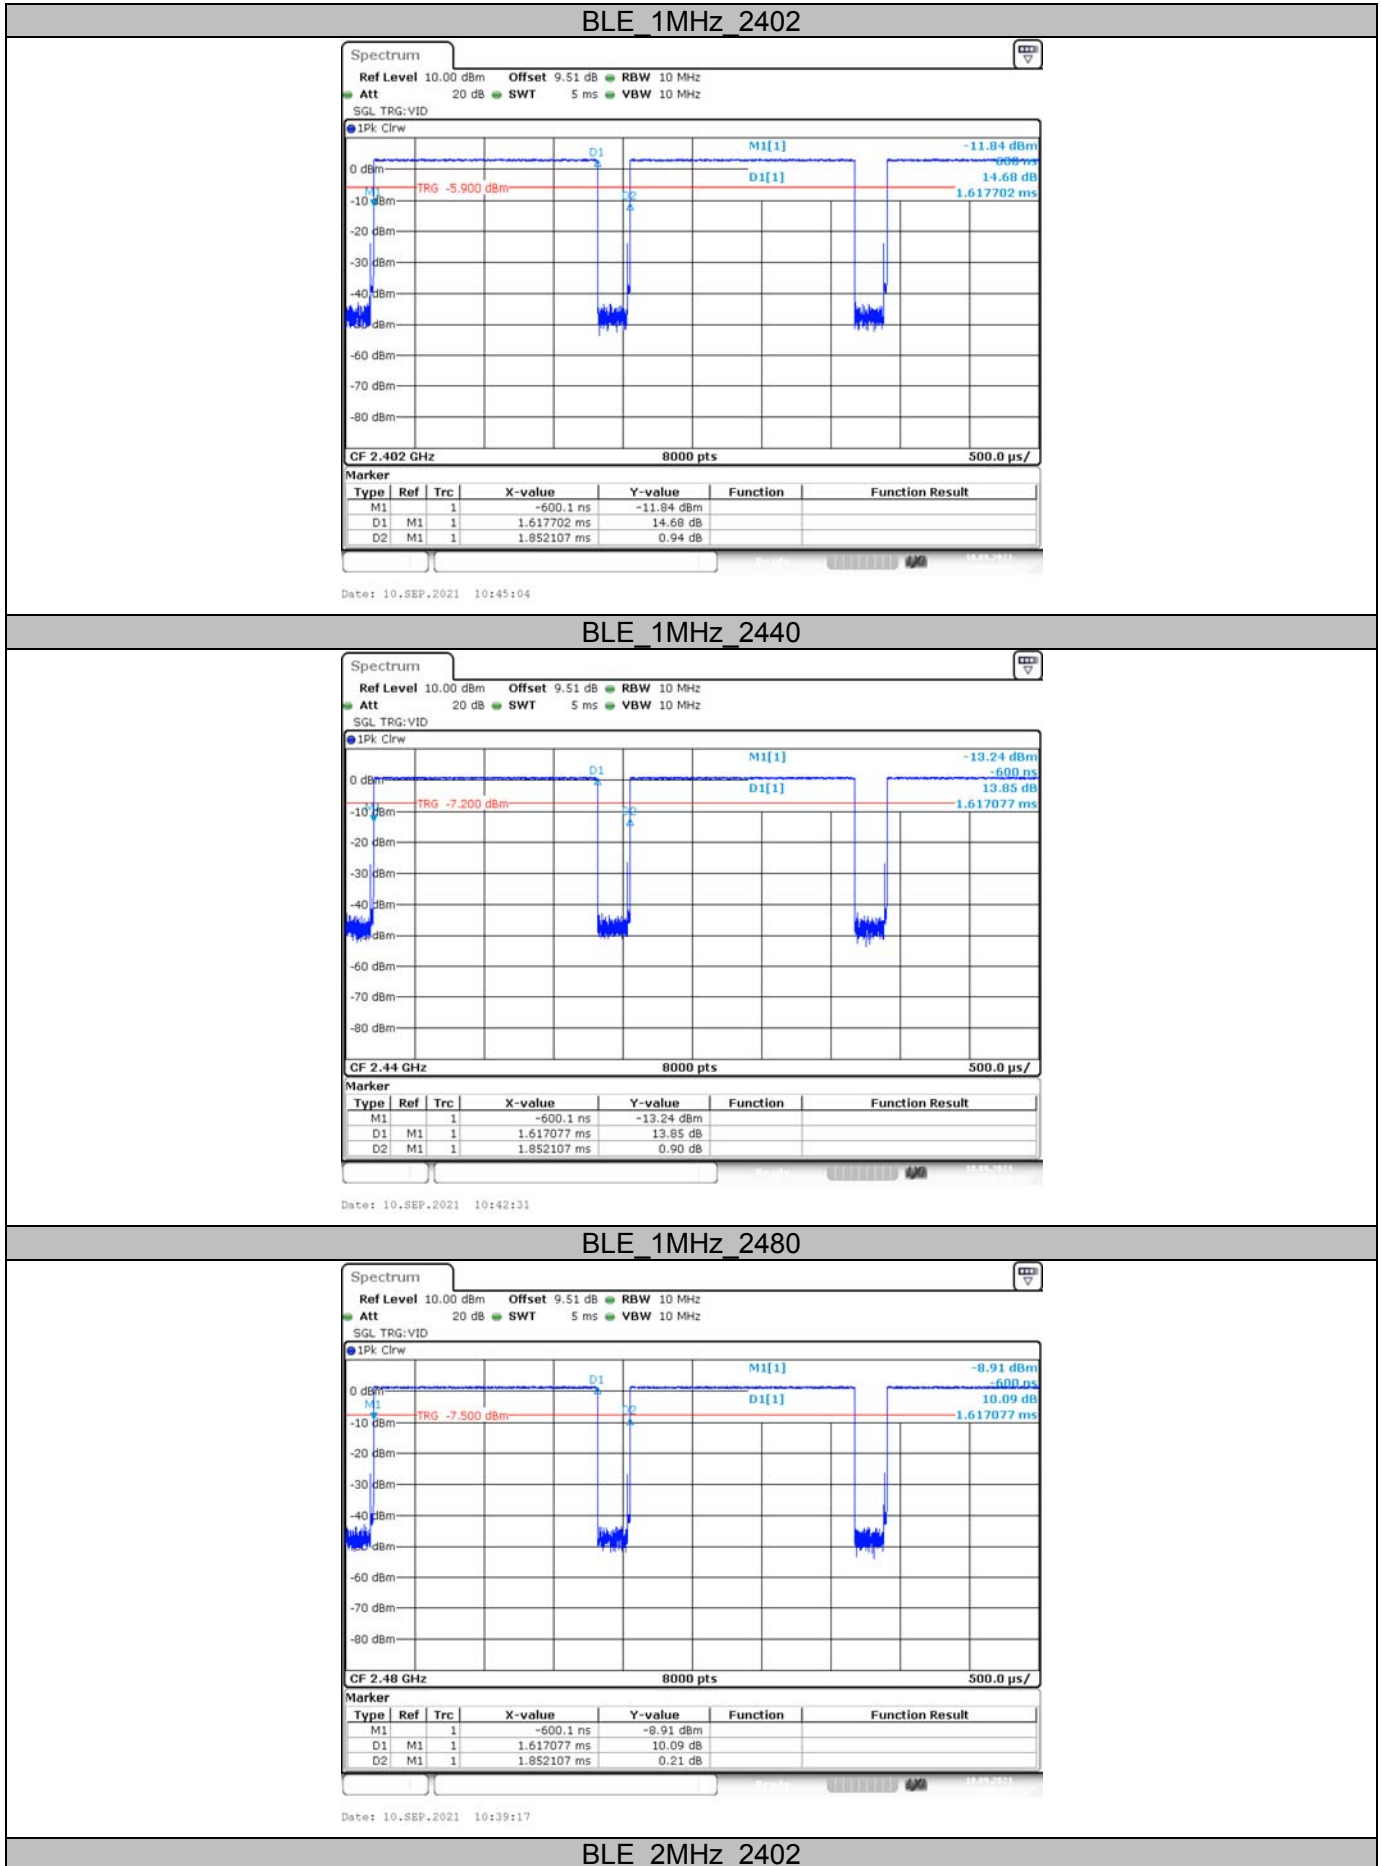 BLE_1MHz_2402
Spectrum
Ref Level 10.00 dBm Offset 9.51 dB RBW 10 MHz
Att 20 dB SWT 5 ms VBW 10 MHz
SGL TRG:VID
1Pk Clrw
D1 M1[1] -11.84 dBm
0 dBm D1[1] 14.68 dB
M1 TRG -5.900 dBm D2 1.617702 ms
-10 dBm
-20 dBm
-30 dBm
-40 dBm
-50 dBm
-60 dBm
-70 dBm
-80 dBm
CF 2.402 GHz 8000 pts 500.0 µs/
Marker
Type Ref Trc X-value Y-value Function Function Result
M1 1 -600.1 ns -11.84 dBm
D1 M1 1 1.617702 ms 14.68 dB
D2 M1 1 1.852107 ms 0.94 dB
Date: 10.SEP.2021 10:45:04
BLE_1MHz_2440
Spectrum
Ref Level 10.00 dBm Offset 9.51 dB RBW 10 MHz
Att 20 dB SWT 5 ms VBW 10 MHz
SGL TRG:VID
1Pk Clrw
M1[1] -13.24 dBm
D1 -600 ns
0 dBm D1[1] 13.85 dB
TRG -7.200 dBm 1.617077 ms
-10 dBm
-20 dBm
-30 dBm
-40 dBm
dBm
-60 dBm
-70 dBm
-80 dBm
CF 2.44 GHz 8000 pts 500.0 µs/
Marker
Type Ref Trc X-value Y-value Function Function Result
M1 1 -600.1 ns -13.24 dBm
D1 M1 1 1.617077 ms 13.85 dB
D2 M1 1 1.852107 ms 0.90 dB
Date: 10.SEP.2021 10:42:31
BLE_1MHz_2480
Spectrum
Ref Level 10.00 dBm Offset 9.51 dB RBW 10 MHz
Att 20 dB SWT 5 ms VBW 10 MHz
SGL TRG:VID
1Pk Clrw
M1[1] -8.91 dBm
D1 -600 ns
0 dBm D1[1] 10.09 dB
M1 TRG -7.500 dBm D2 1.617077 ms
-10 dBm
-20 dBm
-30 dBm
-40 dBm
dBm
-60 dBm
-70 dBm
-80 dBm
CF 2.48 GHz 8000 pts 500.0 µs/
Marker
Type Ref Trc X-value Y-value Function Function Result
M1 1 -600.1 ns -8.91 dBm
D1 M1 1 1.617077 ms 10.09 dB
D2 M1 1 1.852107 ms 0.21 dB
Date: 10.SEP.2021 10:39:17
BLE_2MHz_2402